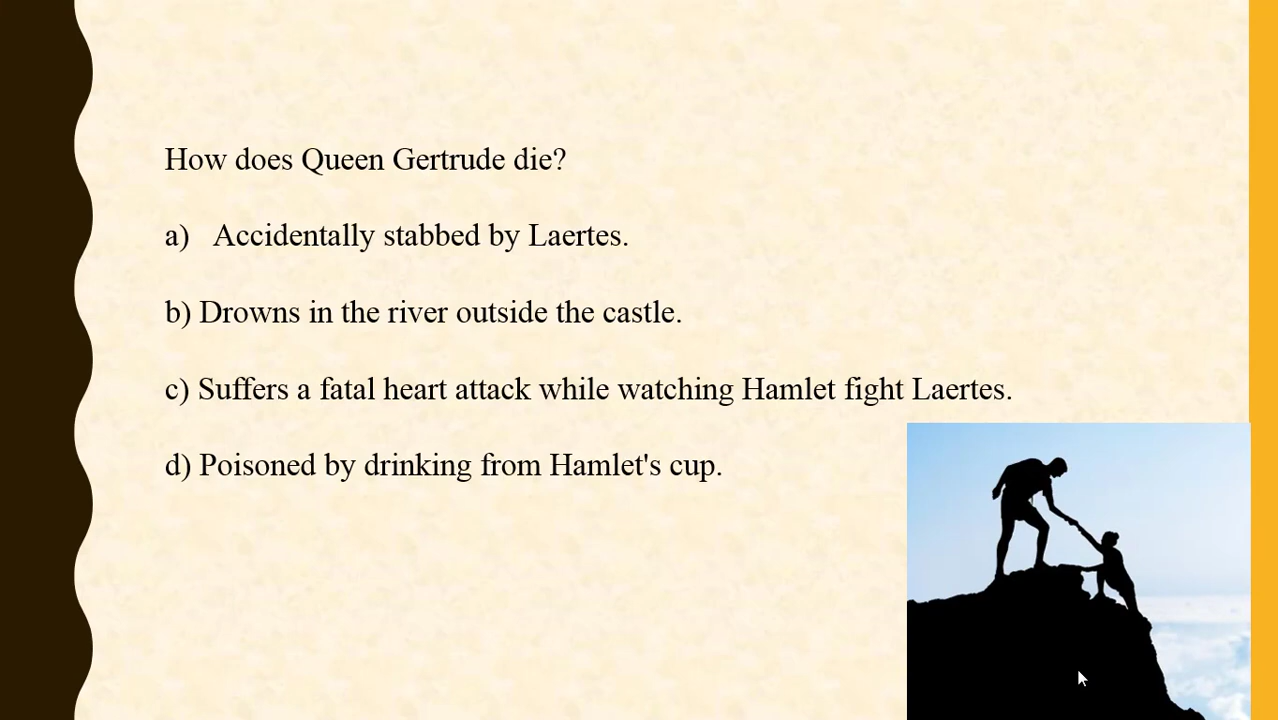 How does Queen Gertrude die?
a) Accidentally stabbed by Laertes.
b) Drowns in the river outside the castle.
c) Suffers a fatal heart attack while watching Hamlet fight Laertes.
d) Poisoned by drinking from Hamlet's cup.